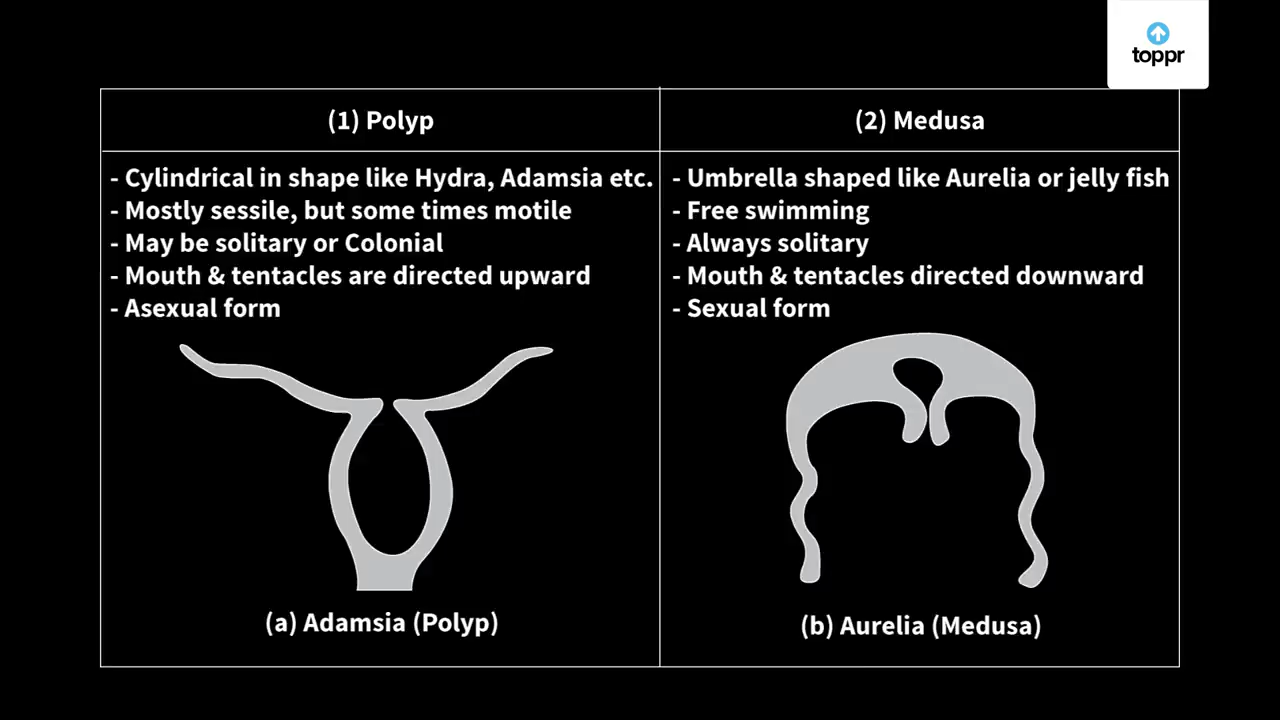 toppr
(1) Polyp
- Cylindrical in shape like Hydra, Adamsia etc.
- Mostly sessile, but some times motile
- May be solitary or Colonial
- Mouth & tentacles are directed upward
- Asexual form
(a) Adamsia (Polyp)
(2) Medusa
- Umbrella shaped like Aurelia or jelly fish
- Free swimming
- Always solitary
- Mouth & tentacles directed downward
- Sexual form
(b) Aurelia (Medusa)